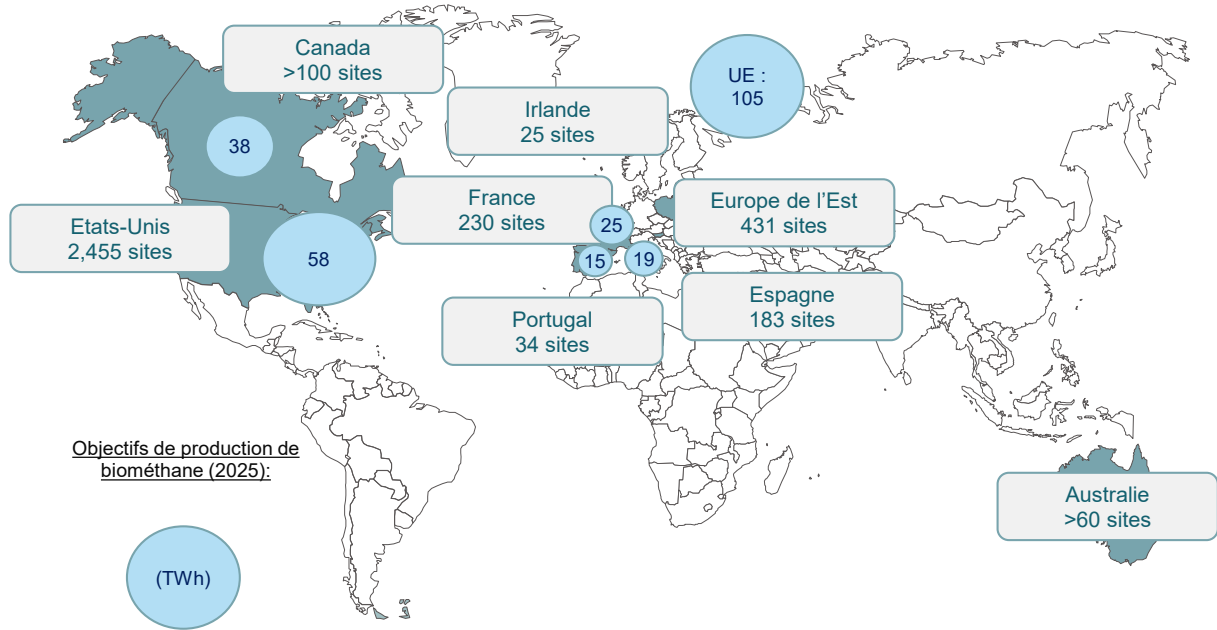 Canada
>100 sites
UE :
105
Irlande
25 sites
38
France
230 sites
25
Europe de l'Est
431 sites
Etats-Unis
2,455 sites
58
15
19
Espagne
183 sites
Portugal
34 sites
Objectifs de production de
biométhane (2025):
Australie
>60 sites
(TWh)